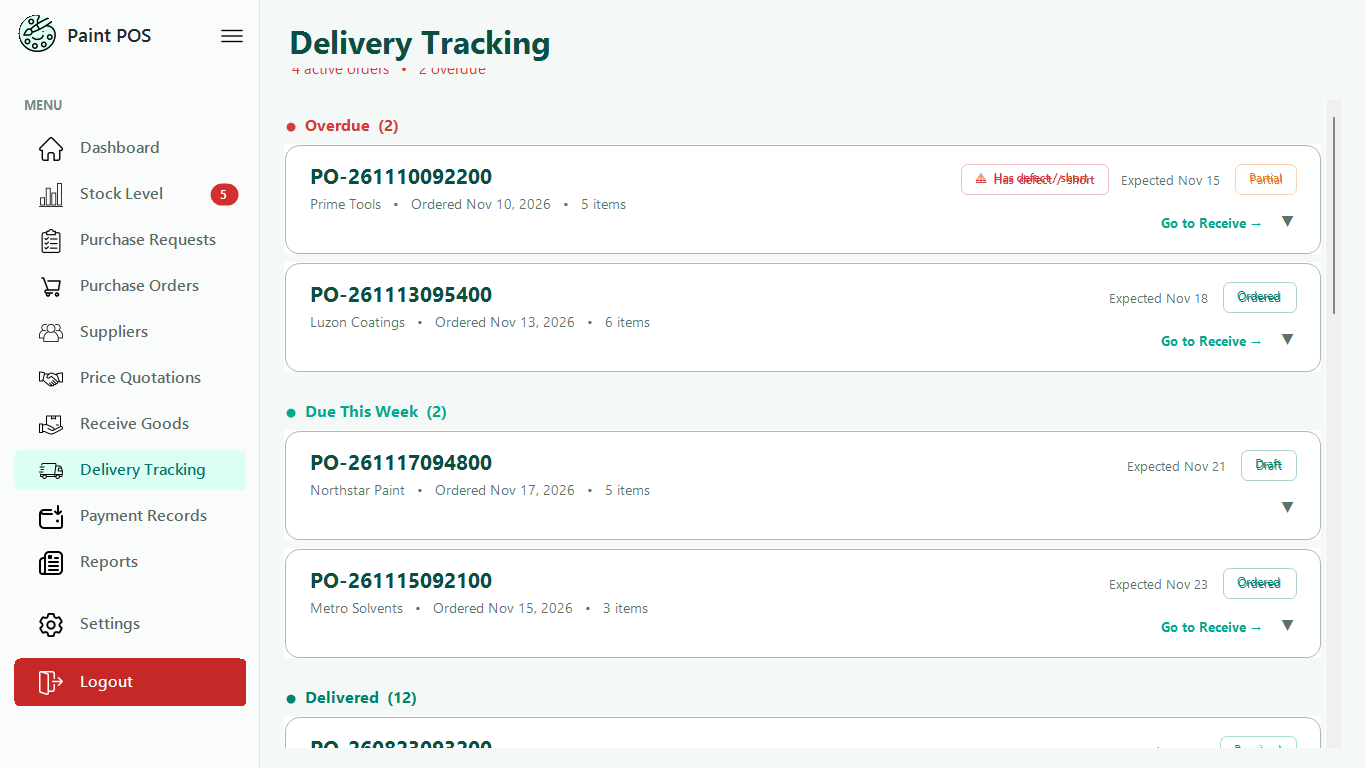 Paint POS
MENU
Dashboard
Stock Level 5
Purchase Requests
Purchase Orders
Suppliers
Price Quotations
Receive Goods
Delivery Tracking
Payment Records
Reports
Settings
Logout
Delivery Tracking
4 active orders • 2 overdue
● Overdue (2)
PO-261110092200
Has defect / short Expected Nov 15 Partial
Prime Tools • Ordered Nov 10, 2026 • 5 items
Go to Receive → ▼
PO-261113095400
Expected Nov 18 Ordered
Luzon Coatings • Ordered Nov 13, 2026 • 6 items
Go to Receive → ▼
● Due This Week (2)
PO-261117094800
Expected Nov 21 Draft
Northstar Paint • Ordered Nov 17, 2026 • 5 items
▼
PO-261115092100
Expected Nov 23 Ordered
Metro Solvents • Ordered Nov 15, 2026 • 3 items
Go to Receive → ▼
● Delivered (12)
PO-260823093200